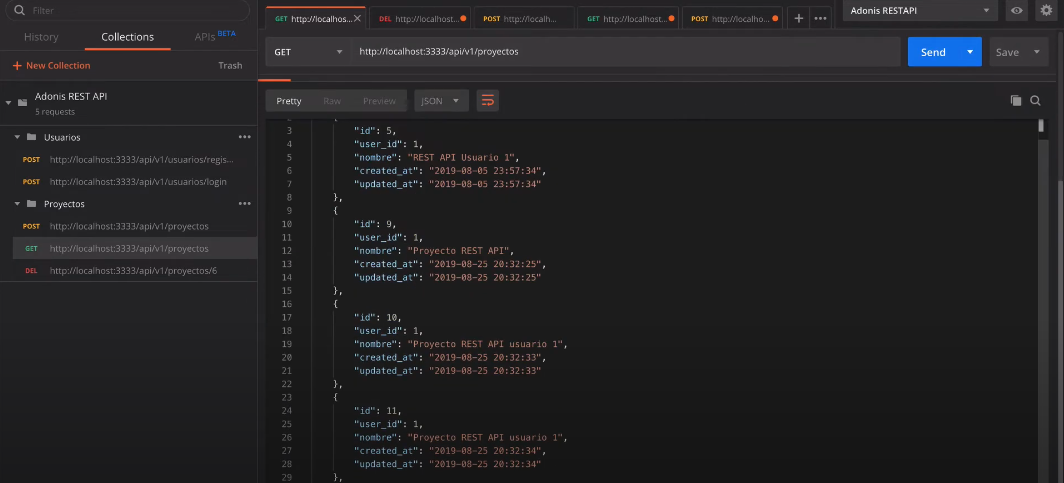 Filter
History
Collections
APIs BETA
+ New Collection
Trash
Adonis REST API
5 requests
Usuarios
POST http://localhost:3333/api/v1/usuarios/regis...
POST http://localhost:3333/api/v1/usuarios/login
Proyectos
POST http://localhost:3333/api/v1/proyectos
GET http://localhost:3333/api/v1/proyectos
DEL http://localhost:3333/api/v1/proyectos/6
GET http://localhos...
DEL http://localhost...
POST http://localh...
GET http://localhost...
POST http://localhost...
Adonis RESTAPI
GET
http://localhost:3333/api/v1/proyectos
Send
Save
Pretty
Raw
Preview
JSON
2 {
3 "id": 5,
4 "user_id": 1,
5 "nombre": "REST API Usuario 1",
6 "created_at": "2019-08-05 23:57:34",
7 "updated_at": "2019-08-05 23:57:34"
8 },
9 {
10 "id": 9,
11 "user_id": 1,
12 "nombre": "Proyecto REST API",
13 "created_at": "2019-08-25 20:32:25",
14 "updated_at": "2019-08-25 20:32:25"
15 },
16 {
17 "id": 10,
18 "user_id": 1,
19 "nombre": "Proyecto REST API usuario 1",
20 "created_at": "2019-08-25 20:32:33",
21 "updated_at": "2019-08-25 20:32:33"
22 },
23 {
24 "id": 11,
25 "user_id": 1,
26 "nombre": "Proyecto REST API usuario 1",
27 "created_at": "2019-08-25 20:32:34",
28 "updated_at": "2019-08-25 20:32:34"
29 },